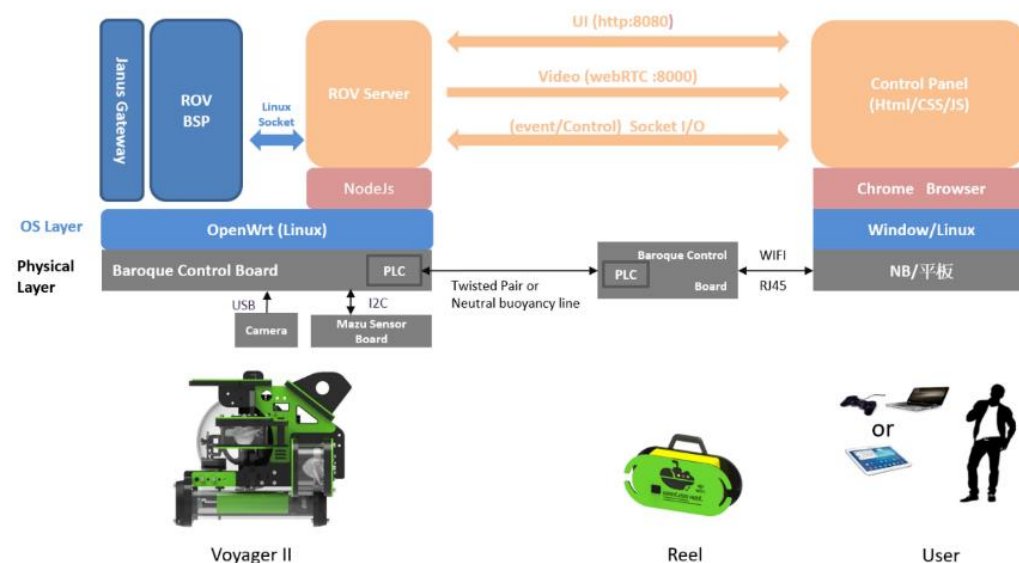 UI (http:8080)
Janus Gateway
ROV
BSP
Linux
Socket
ROV Server
Video (webRTC :8000)
Control Panel
(Html/CSS/JS)
(event/Control) Socket I/O
NodeJs
Chrome Browser
OS Layer
OpenWrt (Linux)
Window/Linux
Physical
Layer
Baroque Control Board
PLC
Twisted Pair or
Neutral buoyancy line
Baroque Control
PLC
Board
WIFI
RJ45
NB/平板
USB
I2C
Camera
Mazu Sensor
Board
or
Voyager II
Reel
User